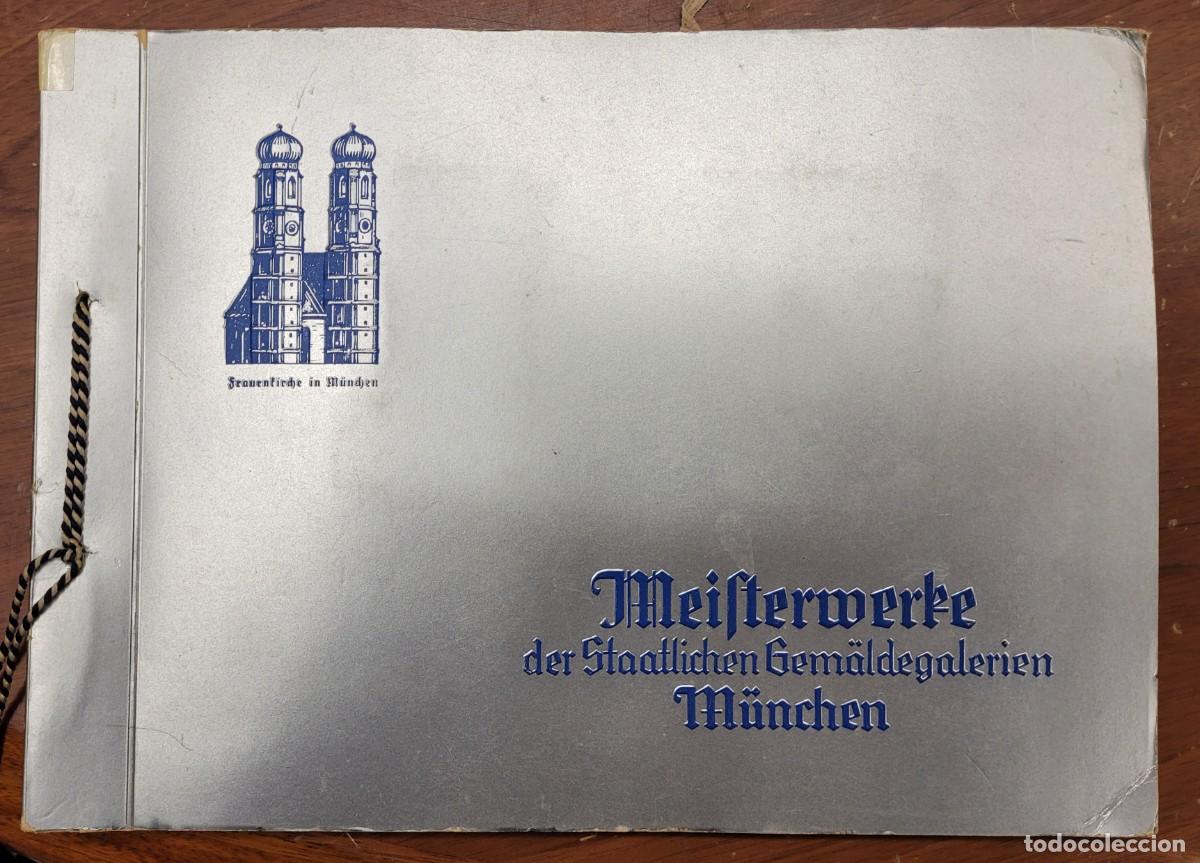 Frauenkirche in München
Meiſterwerke
der Staatlichen Gemäldegalerien
München
todocoleccion